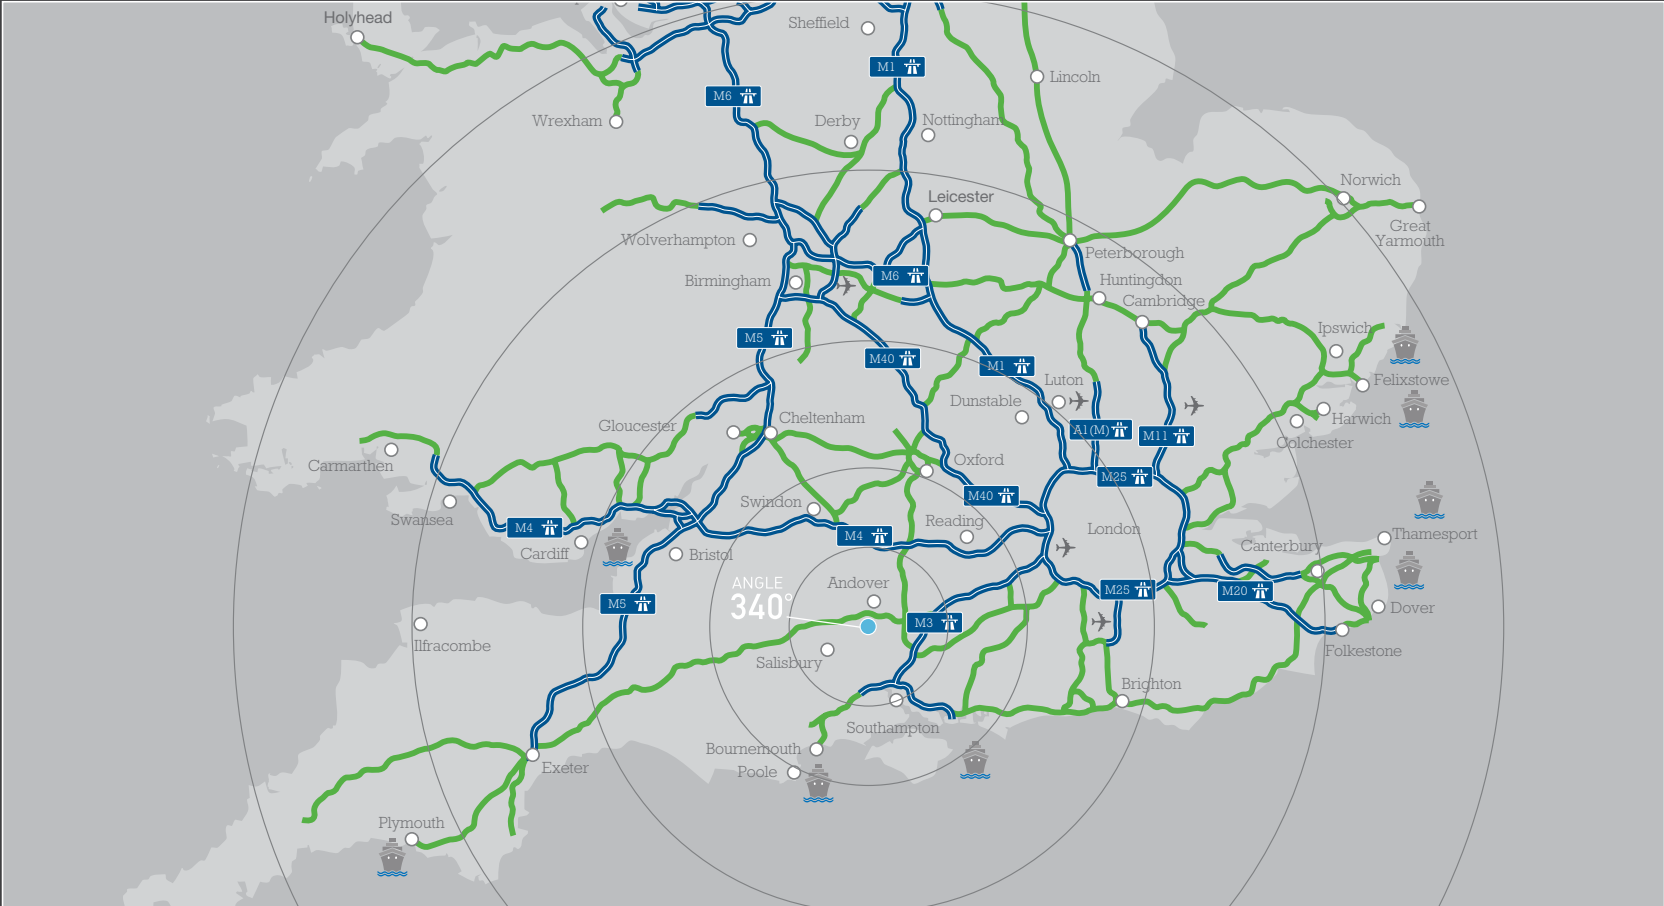 Holyhead
Sheffield
M1
Lincoln
M6
Wrexham
Derby
Nottingham
Norwich
Leicester
Great
Yarmouth
Wolverhampton
Peterborough
Birmingham
M6
Huntingdon
Cambridge
Ipswich
M5
M40
M1
Luton
Felixstowe
Dunstable
Harwich
Gloucester
Cheltenham
A1(M)
M11
Colchester
Carmarthen
Oxford
M25
Swansea
Swindon
M40
M4
Reading
London
Thamesport
M4
Cardiff
Bristol
Canterbury
ANGLE
340°
Andover
M25
M20
M5
Dover
M3
Ilfracombe
Salisbury
Folkestone
Brighton
Southampton
Bournemouth
Exeter
Poole
Plymouth